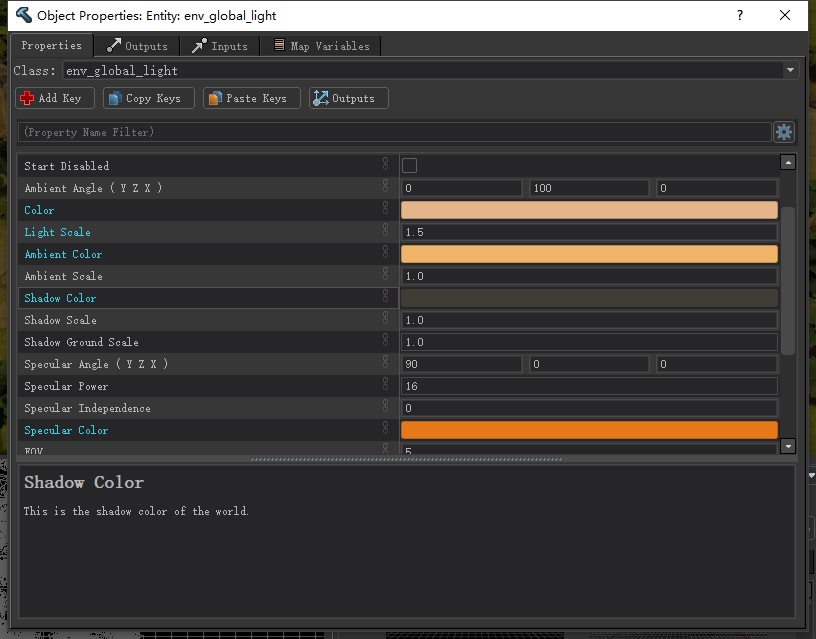 Object Properties: Entity: env_global_light
Properties Outputs Inputs Map Variables
Class: env_global_light
Add Key Copy Keys Paste Keys Outputs
(Property Name Filter)
Start Disabled
Ambient Angle ( Y Z X ) 0 100 0
Color
Light Scale 1.5
Ambient Color
Ambient Scale 1.0
Shadow Color
Shadow Scale 1.0
Shadow Ground Scale 1.0
Specular Angle ( Y Z X ) 90 0 0
Specular Power 16
Specular Independence 0
Specular Color
FOV 5
Shadow Color
This is the shadow color of the world.